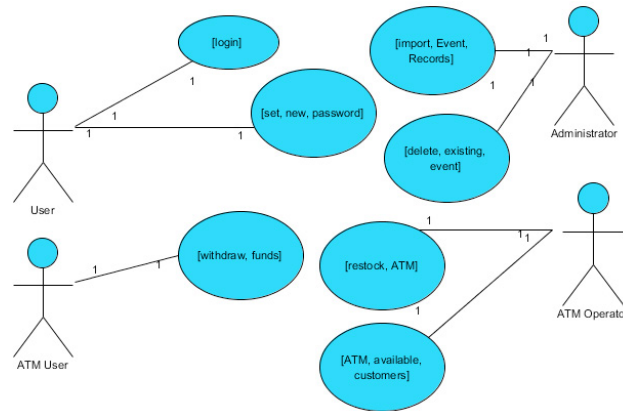 [login]
1
1
[set, new, password]
1
1
User
[import, Event,
Records]
1
1
1
1
[delete, existing,
event]
Administrator
[withdraw, funds]
1
1
ATM User
[restock, ATM]
1
1
1
1
[ATM, available,
customers]
ATM Operato